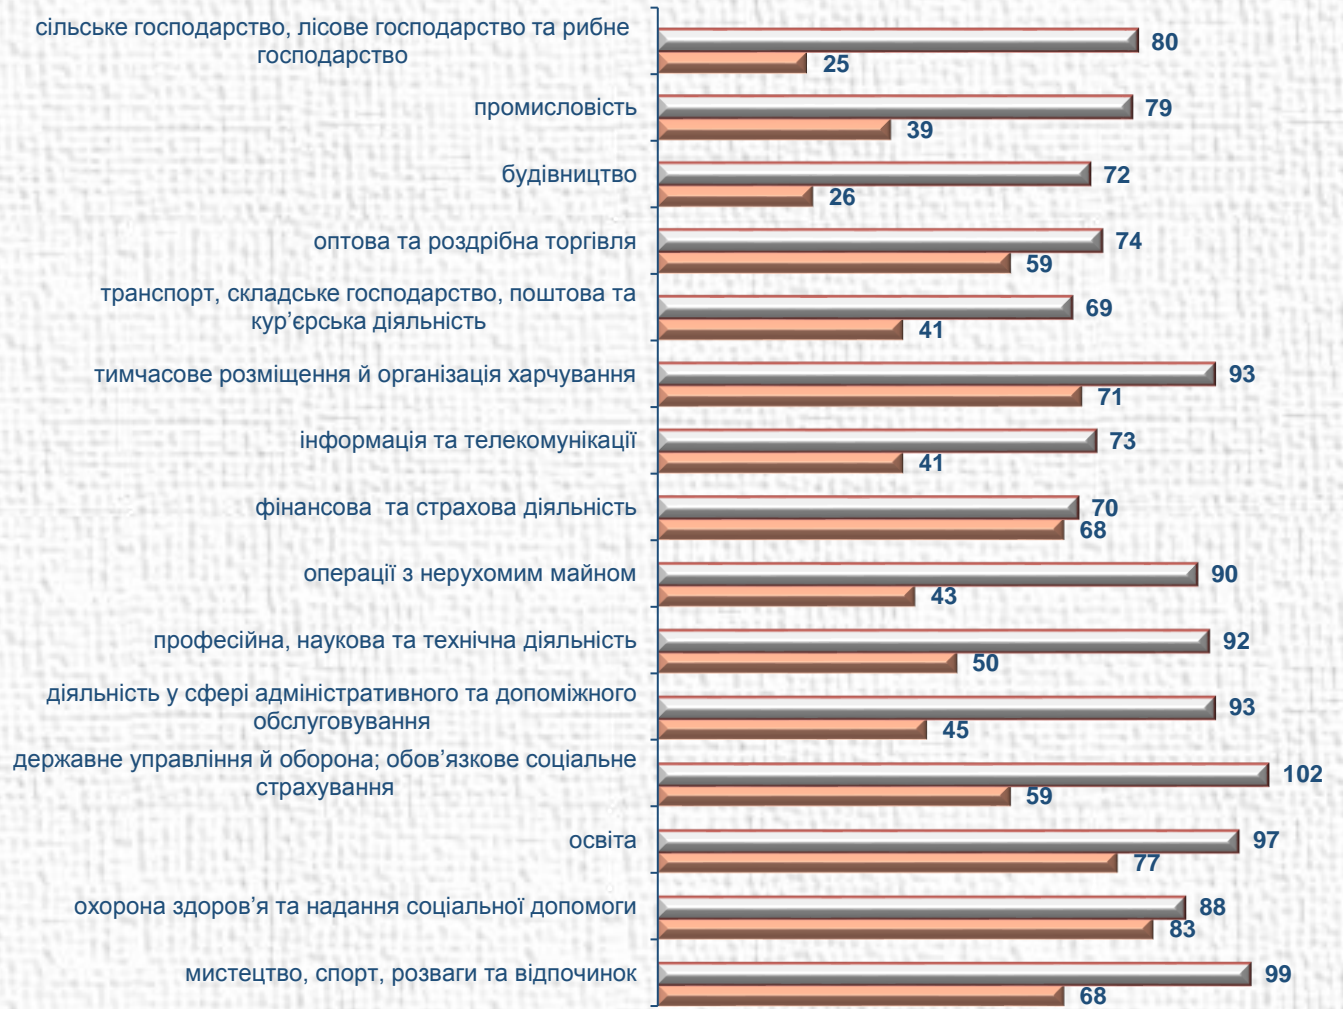 сільське господарство, лісове господарство та рибне
господарство
80
25
промисловість
79
39
будівництво
72
26
оптова та роздрібна торгівля
74
59
транспорт, складське господарство, поштова та
кур’єрська діяльність
69
41
тимчасове розміщення й організація харчування
93
71
інформація та телекомунікації
73
41
фінансова та страхова діяльність
70
68
операції з нерухомим майном
90
43
професійна, наукова та технічна діяльність
92
50
діяльність у сфері адміністративного та допоміжного
обслуговування
93
45
державне управління й оборона; обов’язкове соціальне
страхування
102
59
освіта
97
77
охорона здоров’я та надання соціальної допомоги
88
83
мистецтво, спорт, розваги та відпочинок
99
68